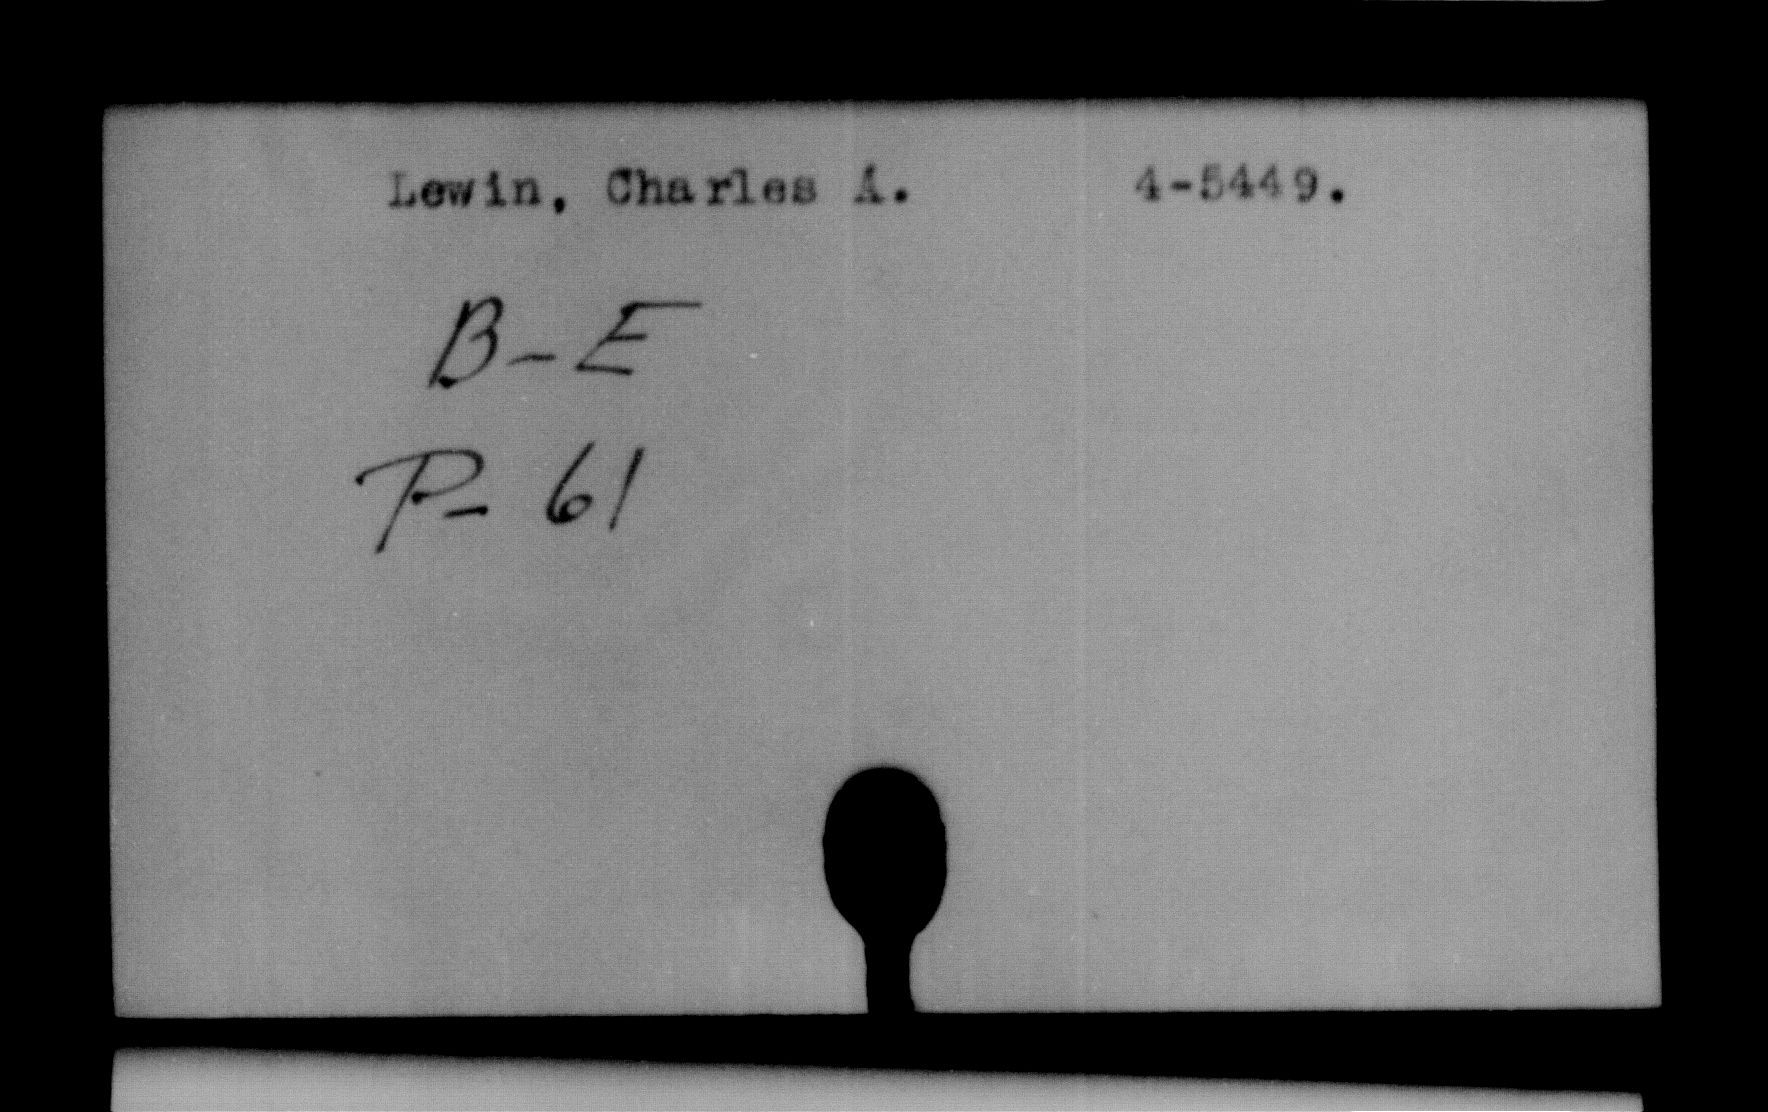 Lewin, Charles A. 4-5449.
B-E
P-61